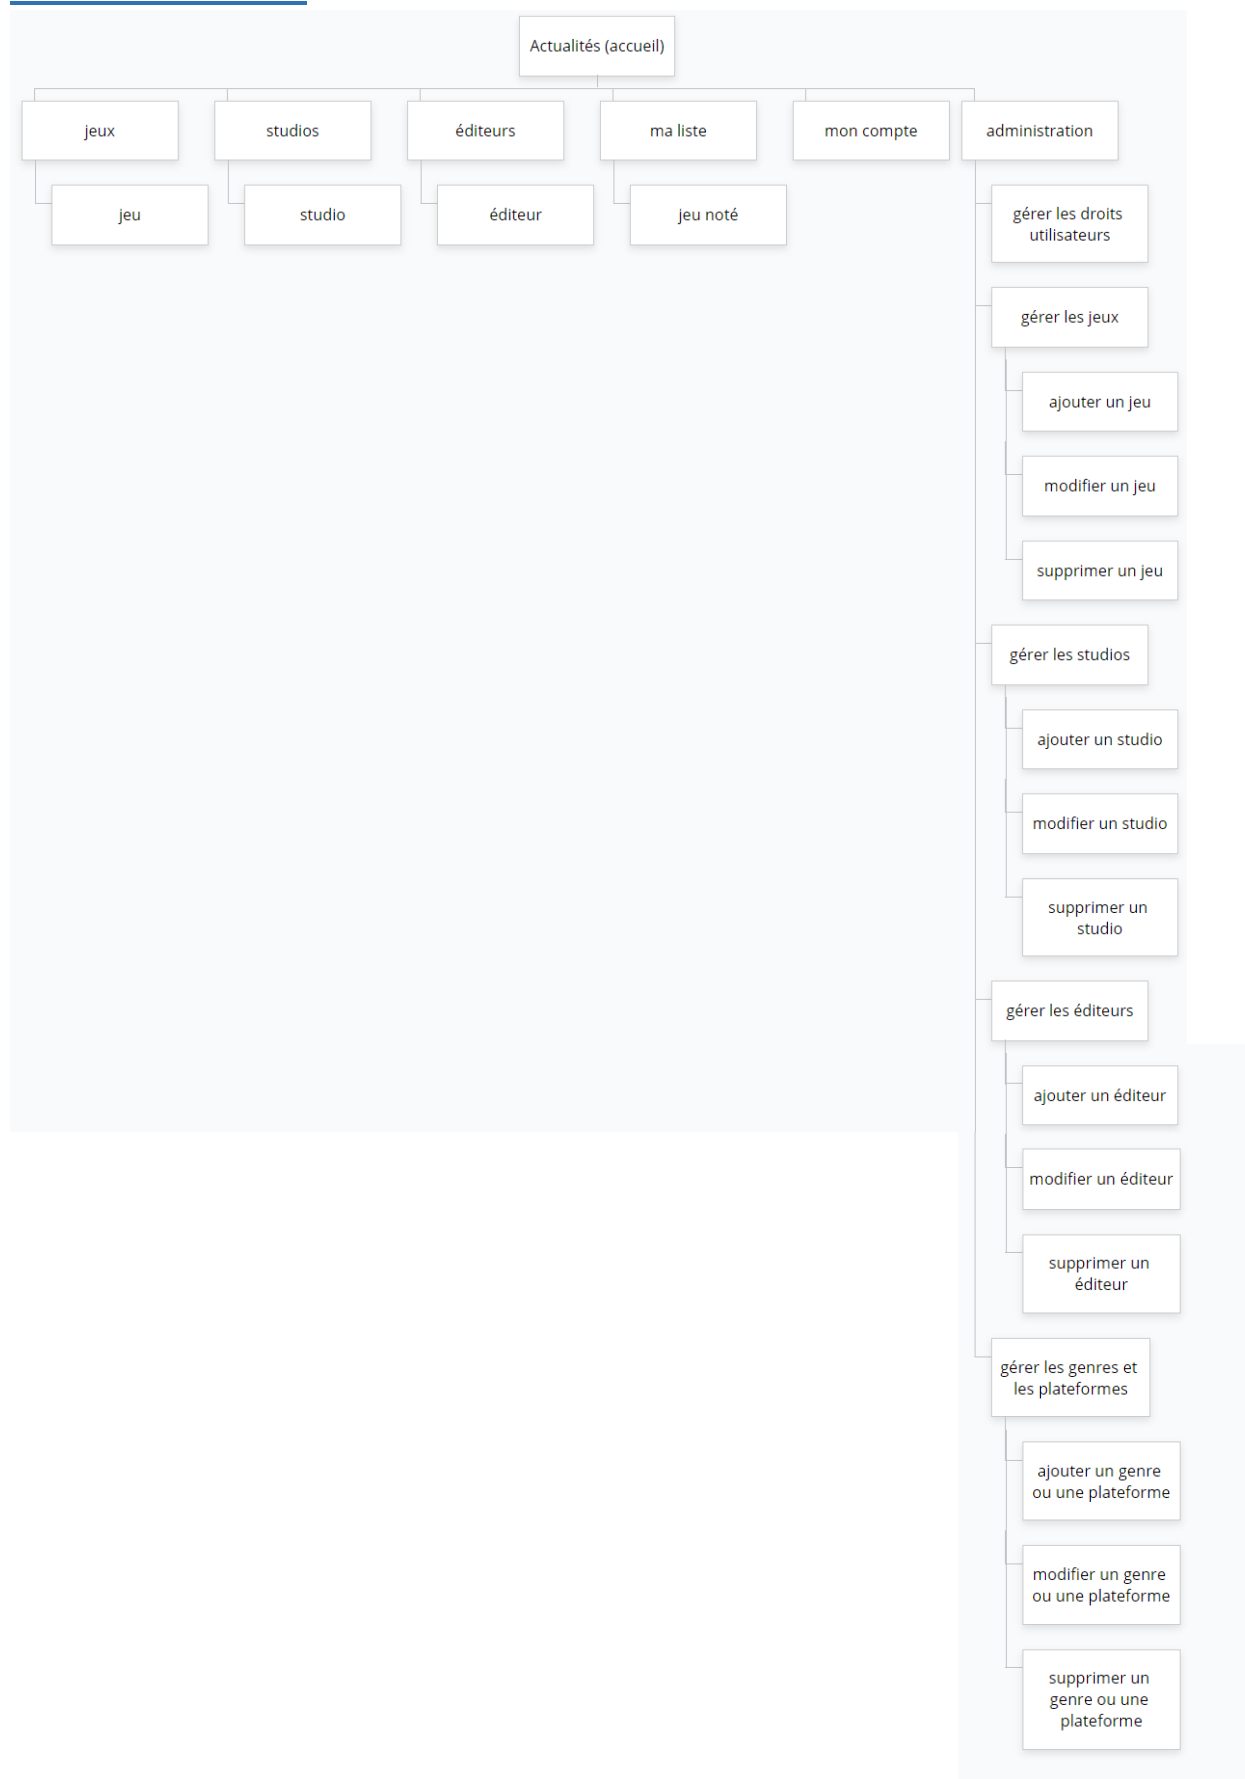 Actualités (accueil)
jeux
studios
éditeurs
ma liste
mon compte
administration
jeu
studio
éditeur
jeu noté
gérer les droits
utilisateurs
gérer les jeux
ajouter un jeu
modifier un jeu
supprimer un jeu
gérer les studios
ajouter un studio
modifier un studio
supprimer un
studio
gérer les éditeurs
ajouter un éditeur
modifier un éditeur
supprimer un
éditeur
gérer les genres et
les plateformes
ajouter un genre
ou une plateforme
modifier un genre
ou une plateforme
supprimer un
genre ou une
plateforme